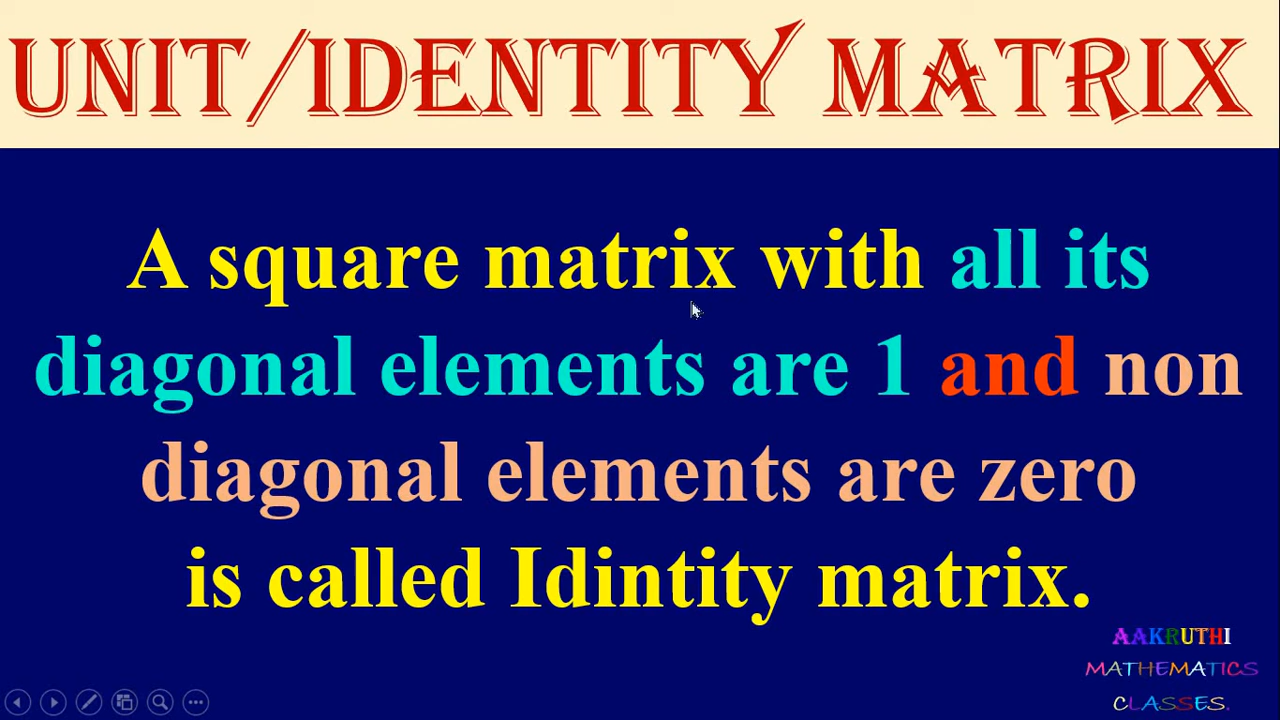 UNIT/IDENTITY MATRIX
A square matrix with all its
diagonal elements are 1 and non
diagonal elements are zero
is called Idintity matrix.
AAKRUTHI
MATHEMATICS
CLASSES.